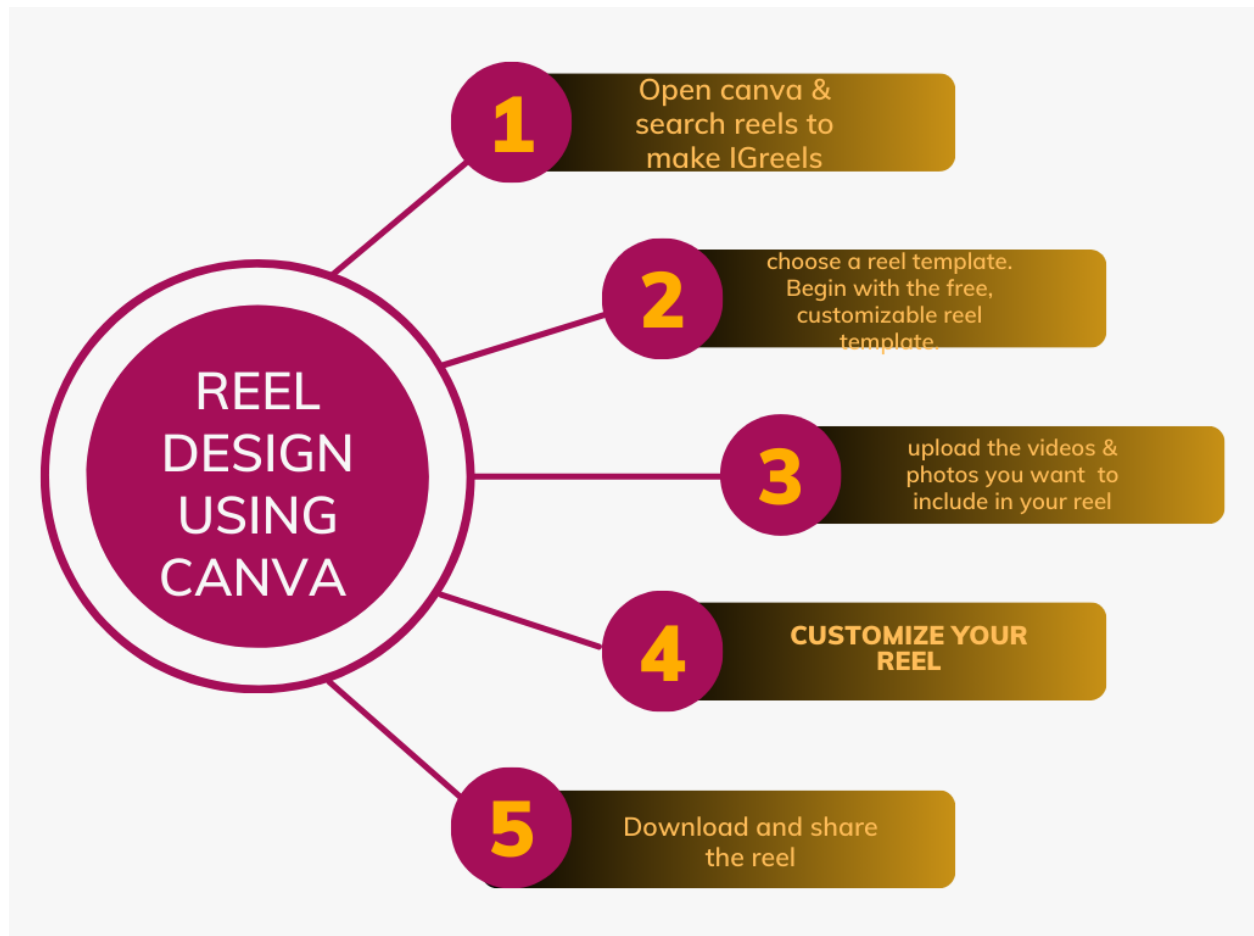 REEL
DESIGN
USING
CANVA
1
Open canva &
search reels to
make IGreels
2
choose a reel template.
Begin with the free,
customizable reel
template.
3
upload the videos &
photos you want  to
include in your reel
4
CUSTOMIZE YOUR
REEL
5
Download and share
the reel